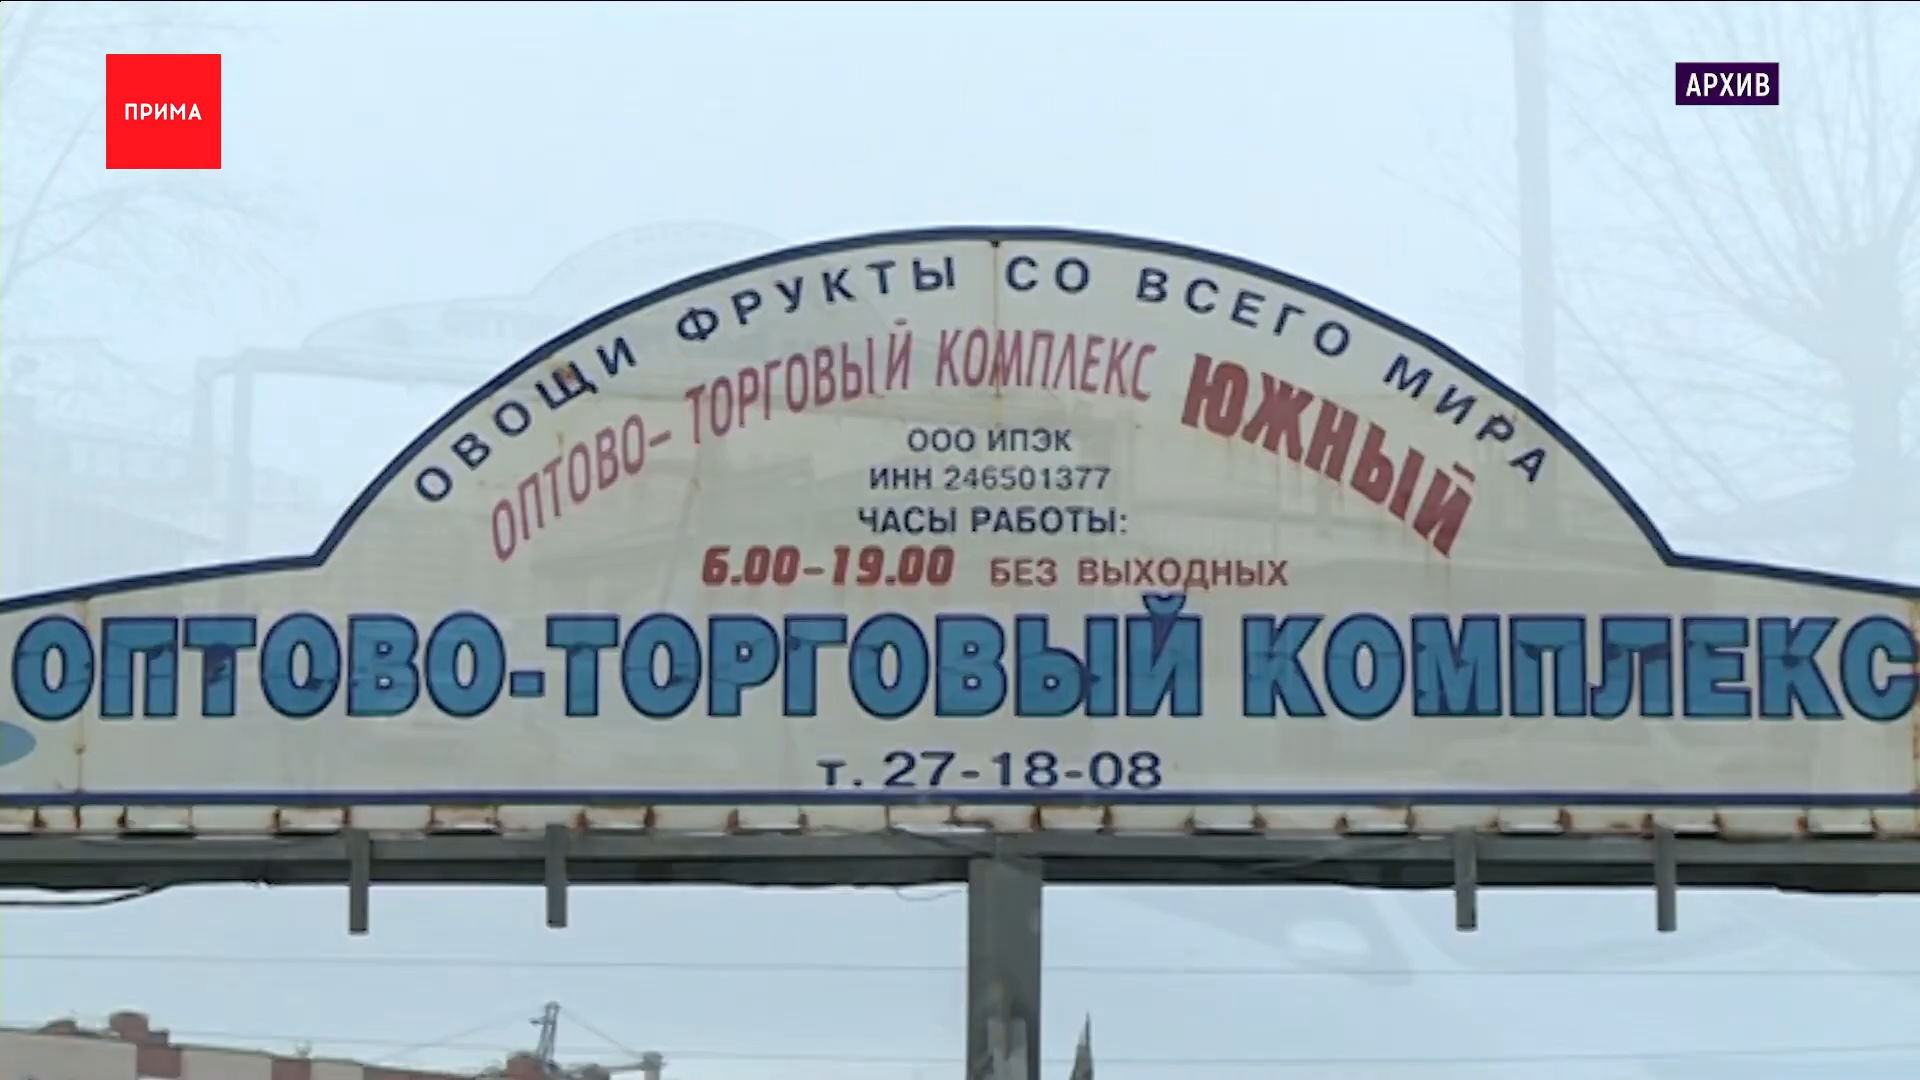 ПРИМА
АРХИВ
ОВОЩИ ФРУКТЫ СО ВСЕГО МИРА
ОПТОВО- ТОРГОВЫЙ КОМПЛЕКС ЮЖНЫЙ
ООО ИПЭК
ИНН 246501377
ЧАСЫ РАБОТЫ:
6.00-19.00 БЕЗ ВЫХОДНЫХ
ОПТОВО-ТОРГОВЫЙ КОМПЛЕКС
т. 27-18-08